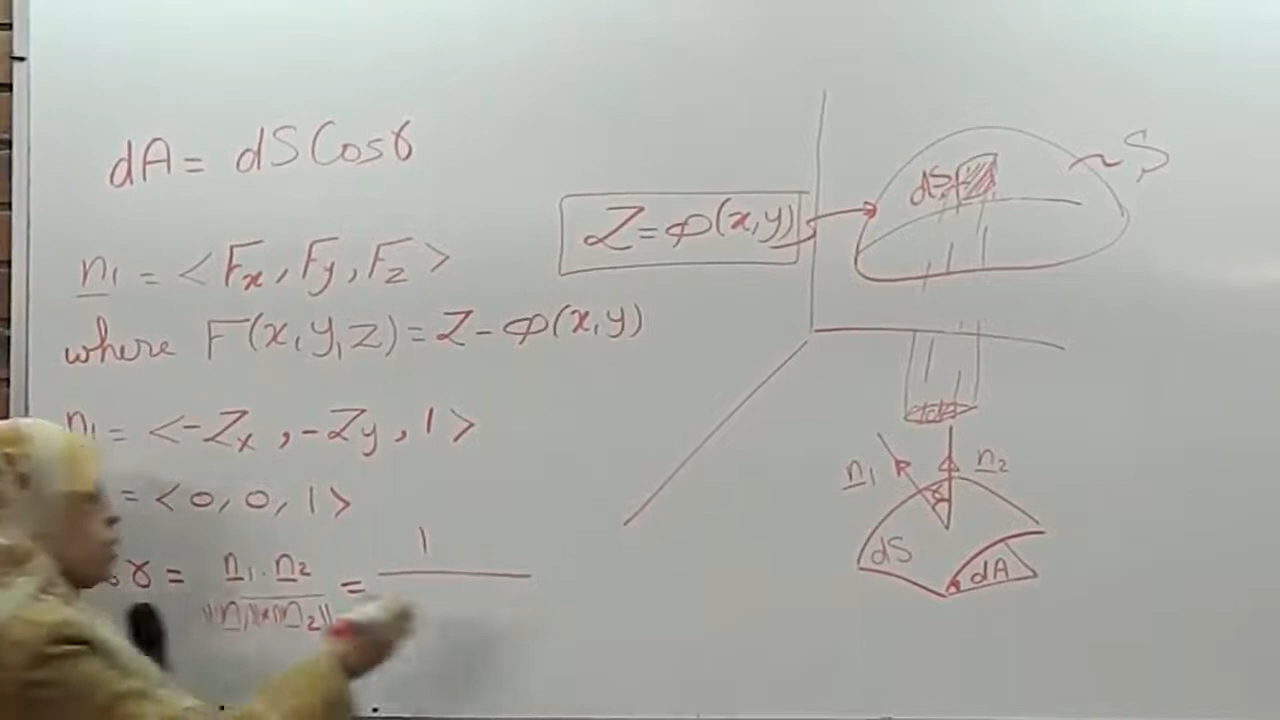 dA = dS Cosγ
n₁ = <Fx, Fy, Fz>
where F(x,y,z) = Z - φ(x,y)
n₁ = <-Zx, -Zy, 1>
= <0, 0, 1>
γ = n₁ . n₂ / ||n₁|| ||n₂|| = 1
Z = φ(x,y)
dS
S
n₁
n₂
γ
dS
dA